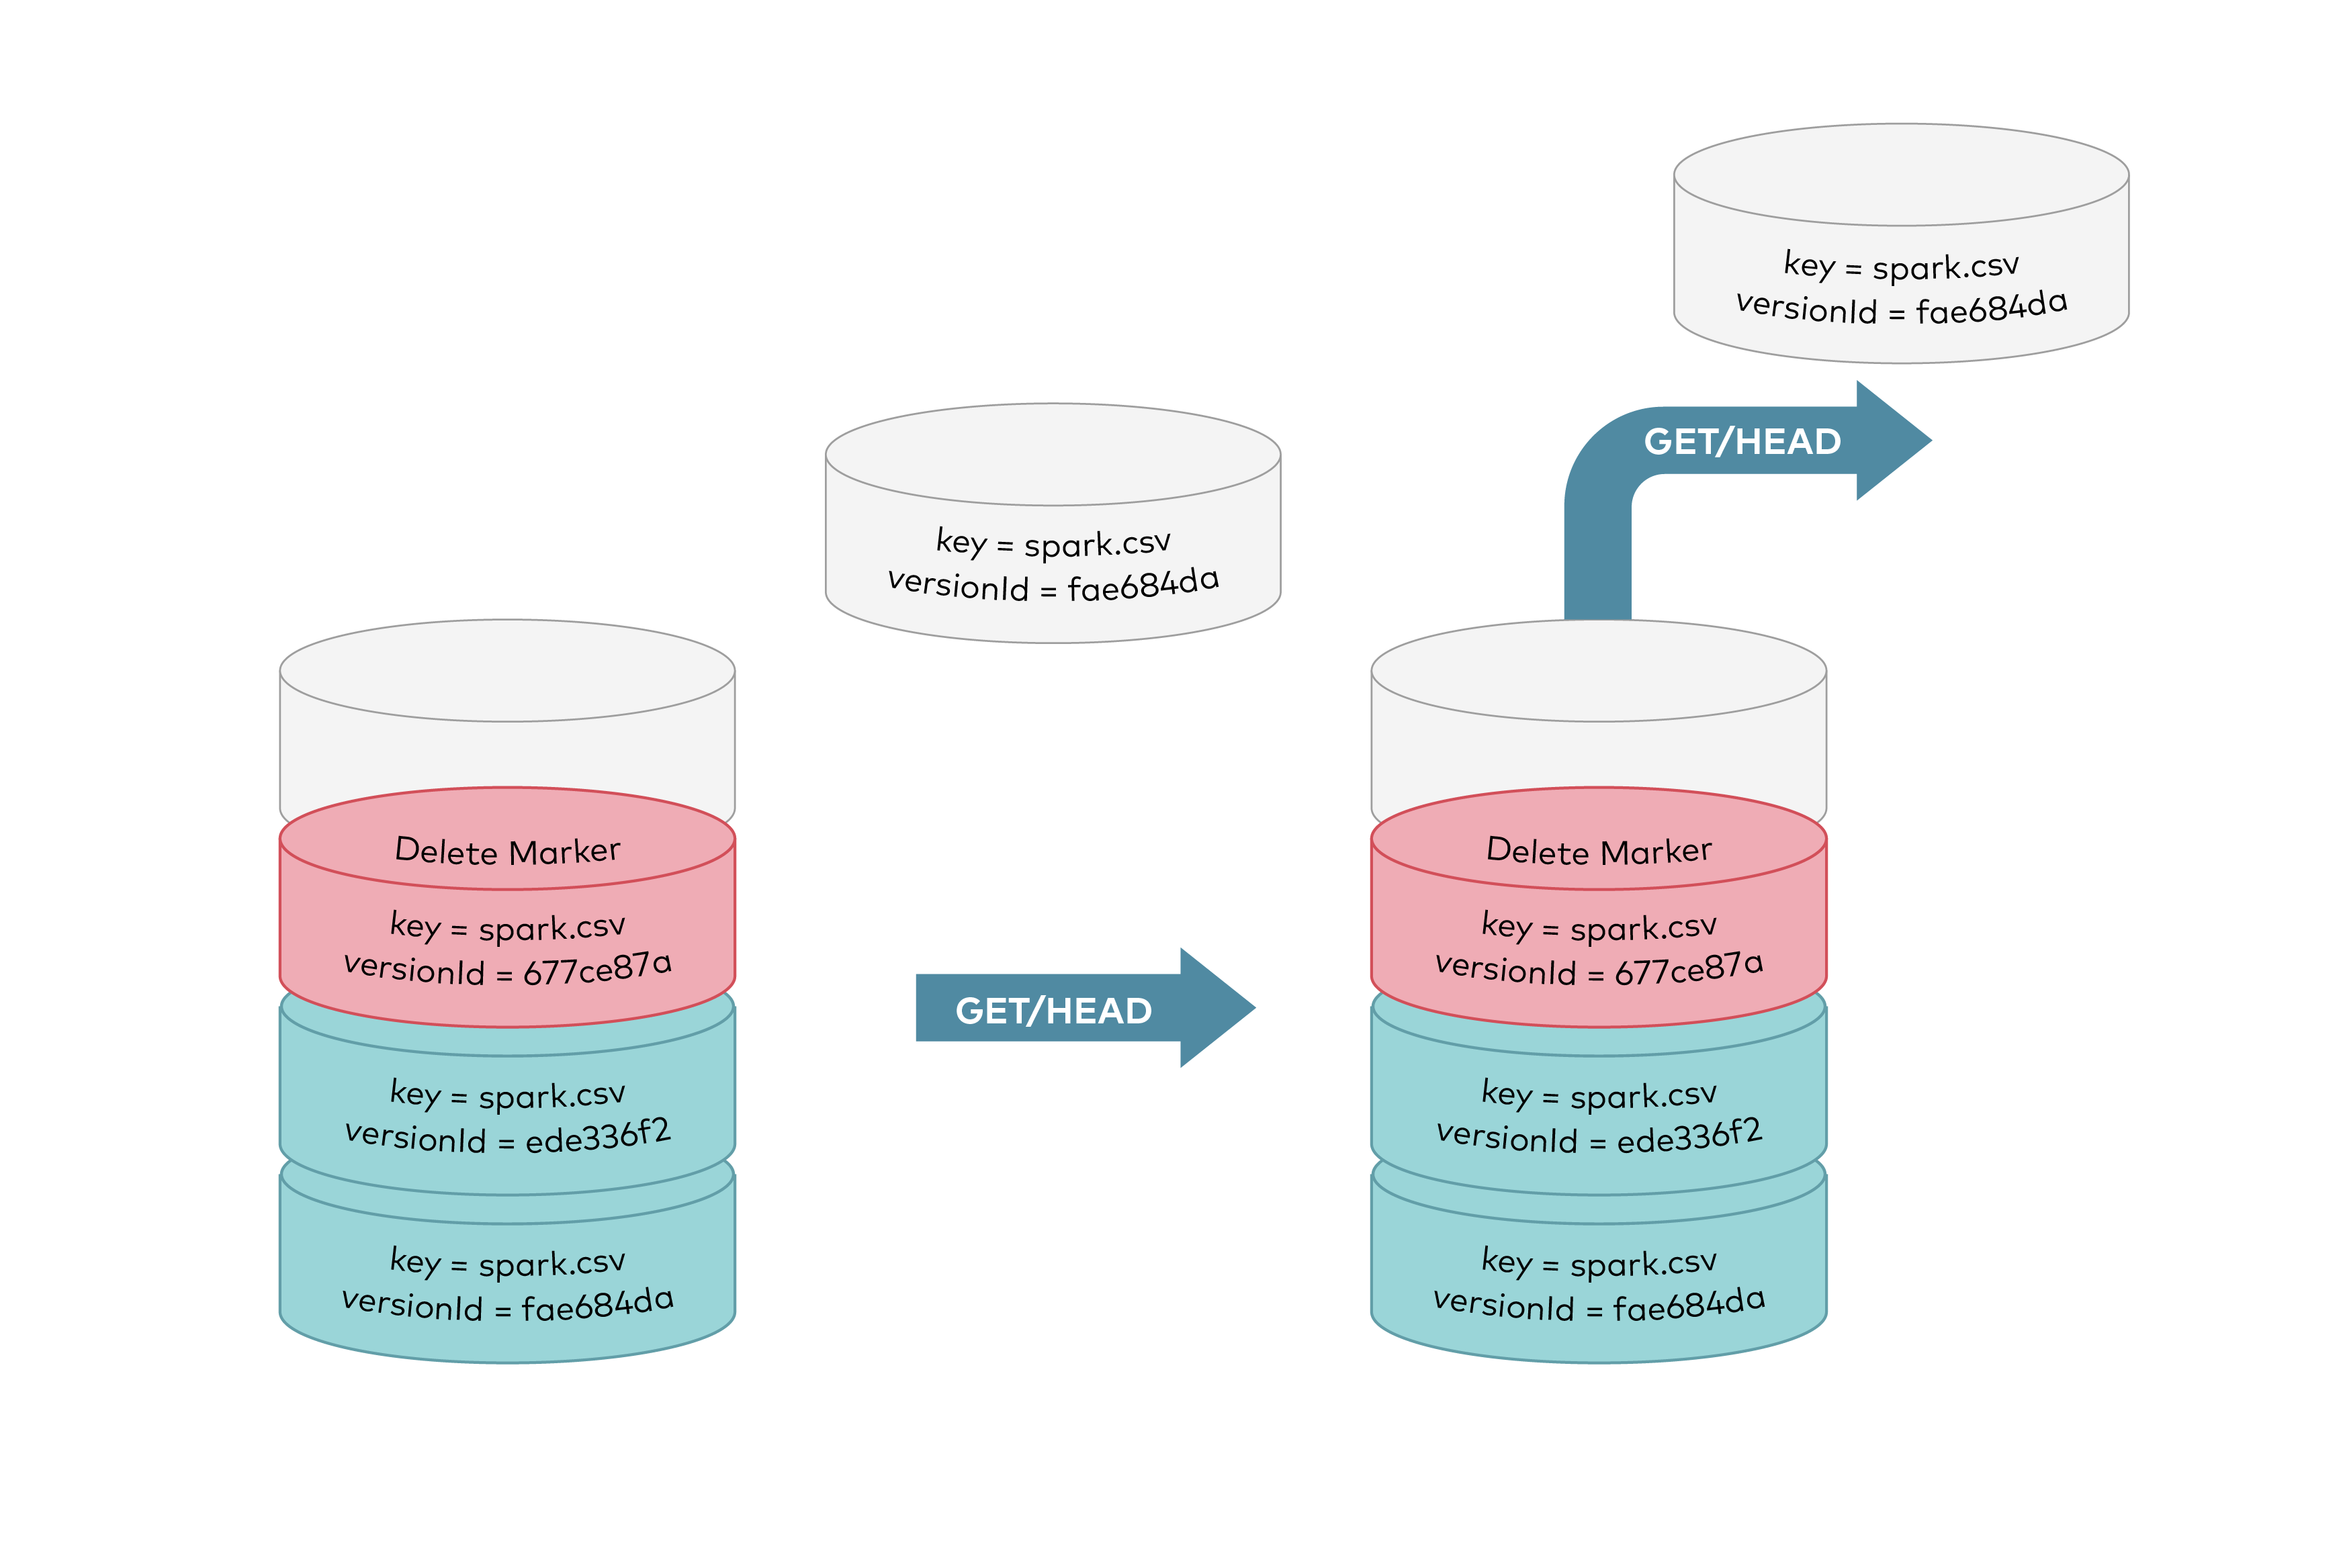 key = spark.csv
versionId = fae684da
GET/HEAD
key = spark.csv
versionId = fae684da
Delete Marker
key = spark.csv
versionId = 677ce87a
key = spark.csv
versionId = ede336f2
key = spark.csv
versionId = fae684da
GET/HEAD
Delete Marker
key = spark.csv
versionId = 677ce87a
key = spark.csv
versionId = ede336f2
key = spark.csv
versionId = fae684da